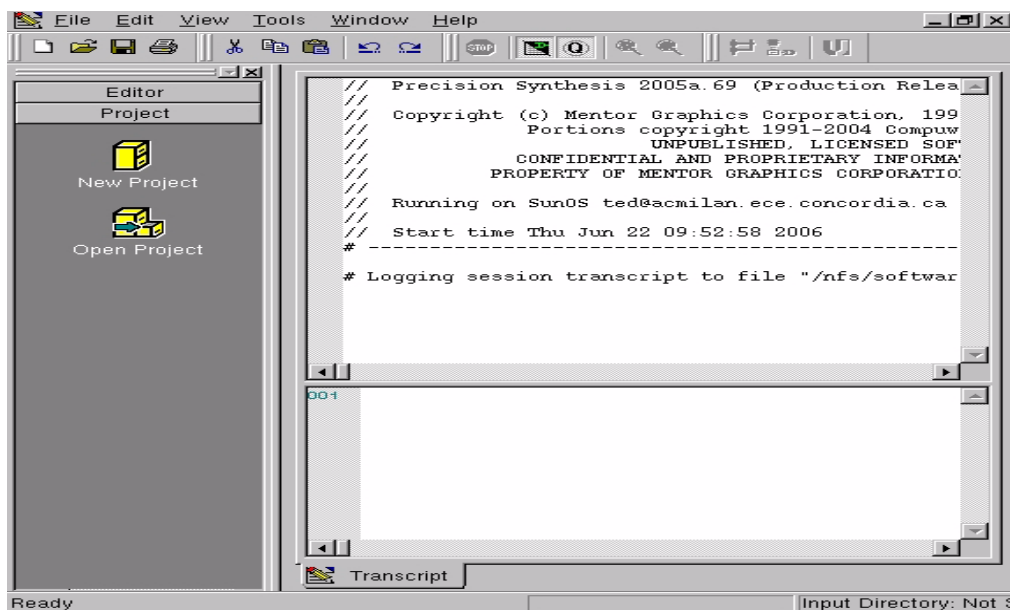 File Edit View Tools Window Help
STOP Q
Editor
Project
New Project
Open Project
// Precision Synthesis 2005a.69 (Production Relea
//
// Copyright (c) Mentor Graphics Corporation, 199
// Portions copyright 1991-2004 Compuw
// UNPUBLISHED, LICENSED SOF
// CONFIDENTIAL AND PROPRIETARY INFORMA
// PROPERTY OF MENTOR GRAPHICS CORPORATIO
//
// Running on SunOS ted@acmilan.ece.concordia.ca
//
// Start time Thu Jun 22 09:52:58 2006
# -------------------------------------------------
# Logging session transcript to file "/nfs/softwar
001
Transcript
Ready
Input Directory: Not S